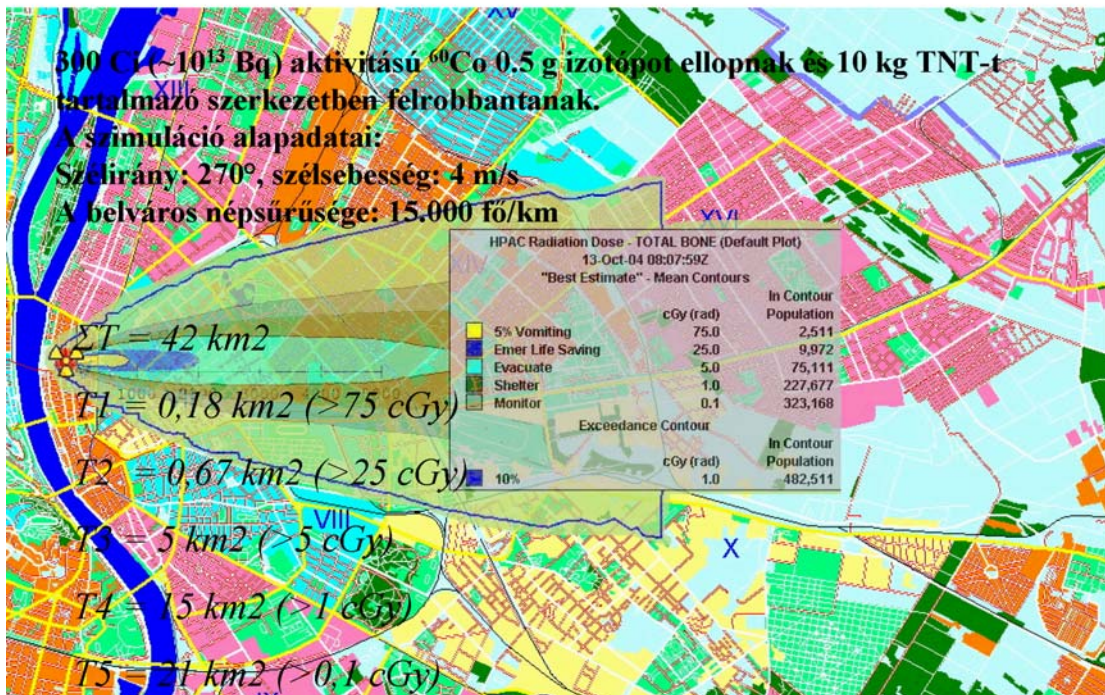 XV
300 Ci (~10¹³ Bq) aktivitású ⁶⁰Co 0.5 g izotópot ellopnak és 10 kg TNT-t
tartalmazó szerkezetben felrobbantanak.
XIII
A szimuláció alapadatai:
Szélirány: 270°, szélsebesség: 4 m/s
A belváros népsűrűsége: 15.000 fő/km
XVI
XIV
HPAC Radiation Dose - TOTAL BONE (Default Plot)
13-Oct-04 08:07:59Z
"Best Estimate" - Mean Contours
In Contour
cGy (rad) Population
5% Vomiting 75.0 2,511
Emer Life Saving 25.0 9,972
Evacuate 5.0 75,111
Shelter 1.0 227,677
Monitor 0.1 323,168
Exceedance Contour
In Contour
cGy (rad) Population
10% 1.0 482,511
ΣT = 42 km2
T1 = 0,18 km2 (>75 cGy)
T2 = 0,67 km2 (>25 cGy)
T3 = 5 km2 (>5 cGy)
T4 = 15 km2 (>1 cGy)
T5 = 21 km2 (>0,1 cGy)
VIII
X